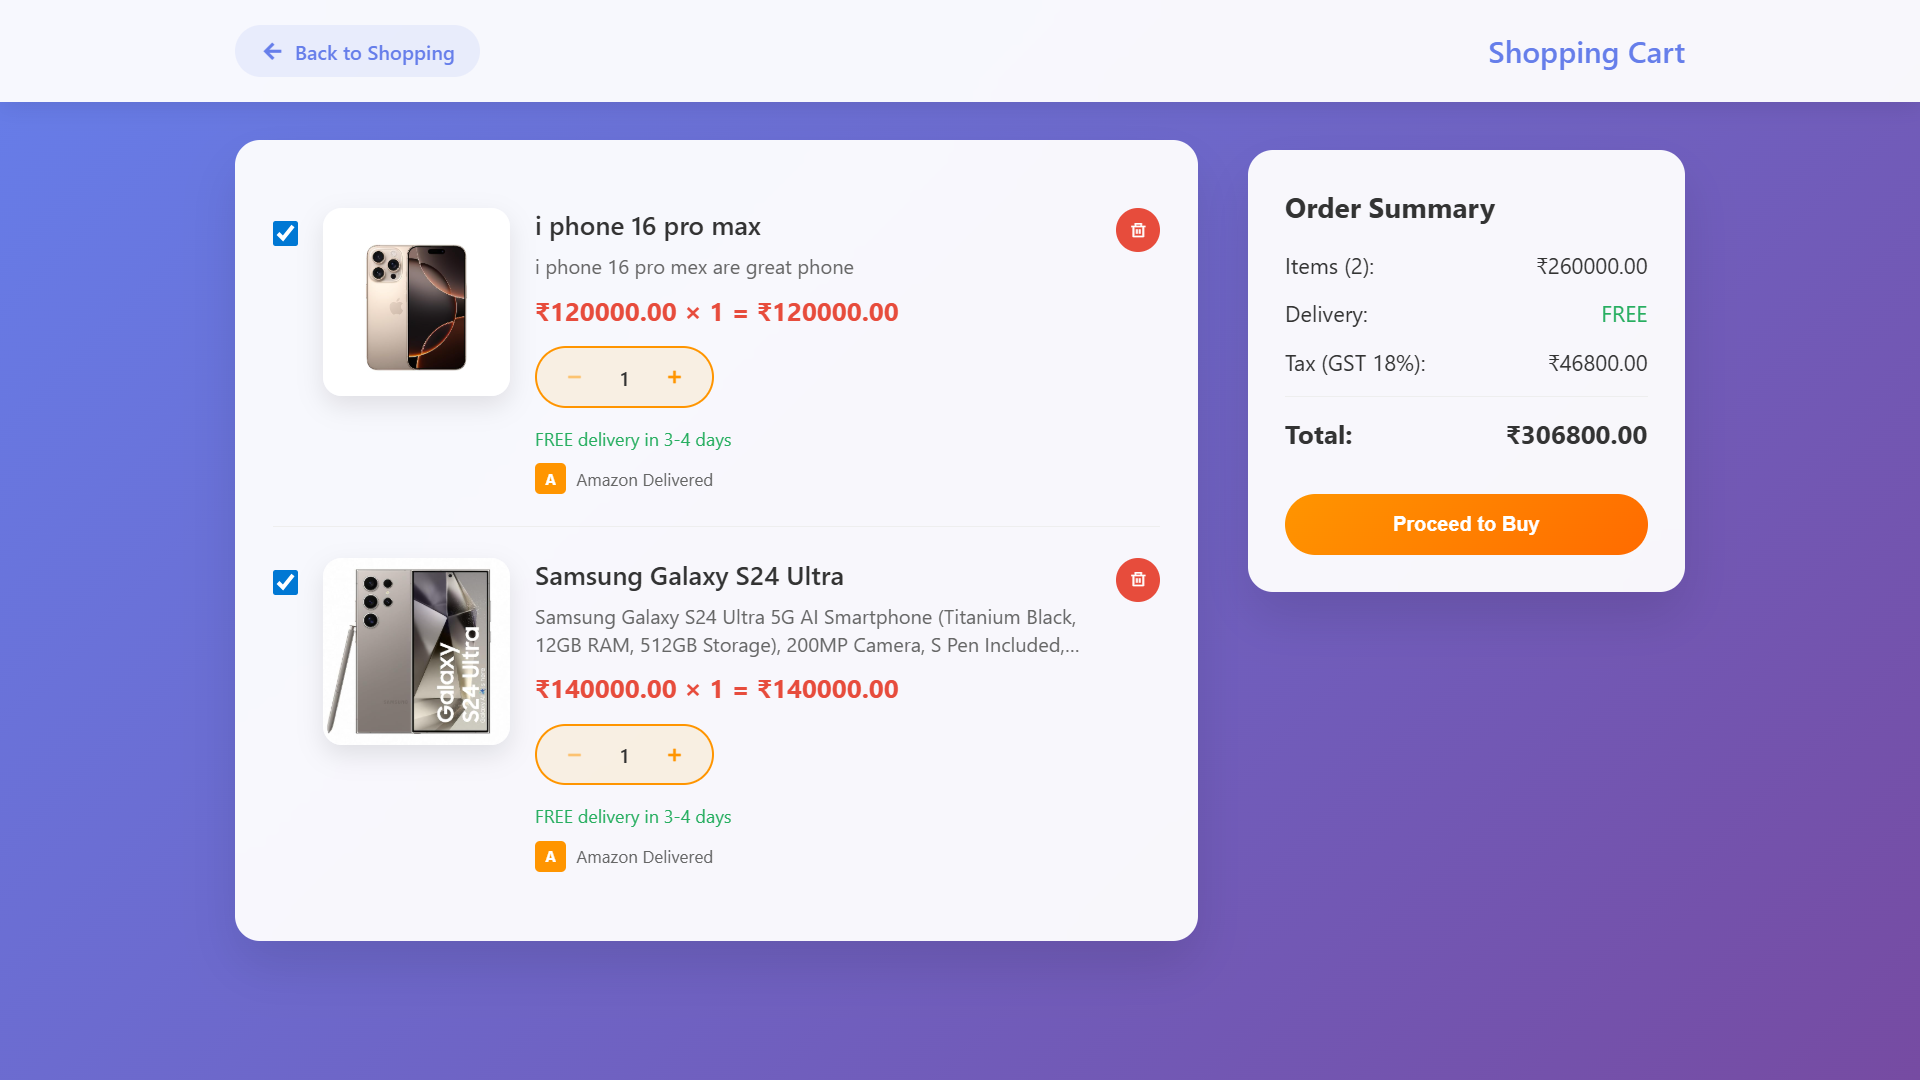 Back to Shopping
Shopping Cart
i phone 16 pro max
i phone 16 pro mex are great phone
₹120000.00 × 1 = ₹120000.00
− 1 +
FREE delivery in 3-4 days
A Amazon Delivered
Samsung Galaxy S24 Ultra
Samsung Galaxy S24 Ultra 5G AI Smartphone (Titanium Black,
12GB RAM, 512GB Storage), 200MP Camera, S Pen Included,...
₹140000.00 × 1 = ₹140000.00
− 1 +
FREE delivery in 3-4 days
A Amazon Delivered
Galaxy
S24 Ultra
Order Summary
Items (2): ₹260000.00
Delivery: FREE
Tax (GST 18%): ₹46800.00
Total: ₹306800.00
Proceed to Buy